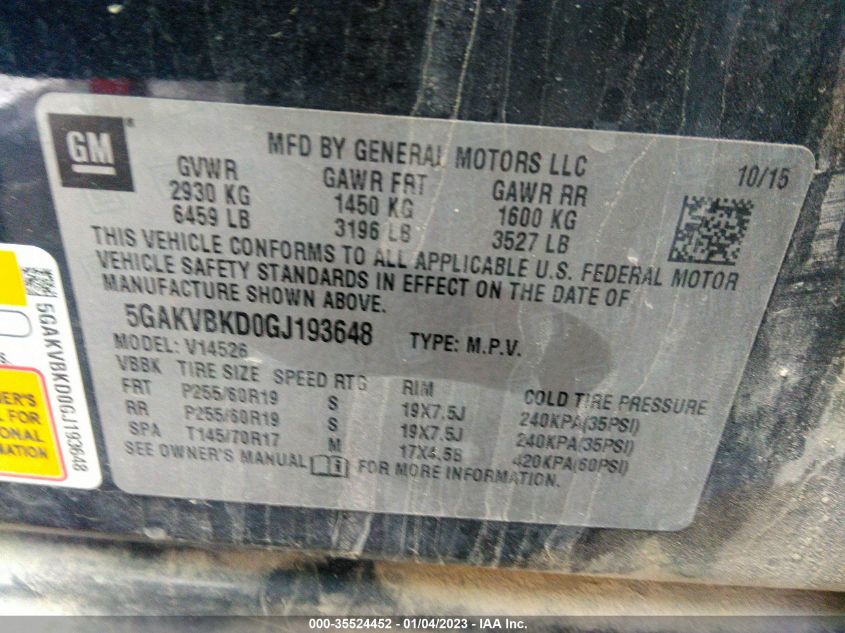 GM
MFD BY GENERAL MOTORS LLC
10/15
GVWR GAWR FRT GAWR RR
2930 KG 1450 KG 1600 KG
6459 LB 3196 LB 3527 LB
THIS VEHICLE CONFORMS TO ALL APPLICABLE U.S. FEDERAL MOTOR
VEHICLE SAFETY STANDARDS IN EFFECT ON THE DATE OF
MANUFACTURE SHOWN ABOVE.
5GAKVBKD0GJ193648 TYPE: M.P.V.
MODEL: V14526
VBBK TIRE SIZE SPEED RTG RIM COLD TIRE PRESSURE
FRT P255/60R19 S 19X7.5J 240KPA(35PSI)
RR P255/60R19 S 19X7.5J 240KPA(35PSI)
SPA T145/70R17 M 17X4.5B 420KPA(60PSI)
SEE OWNER'S MANUAL FOR MORE INFORMATION.
5GAKVBKD0GJ193648
FOR
MATION
000-35524452 - 01/04/2023 - IAA Inc.